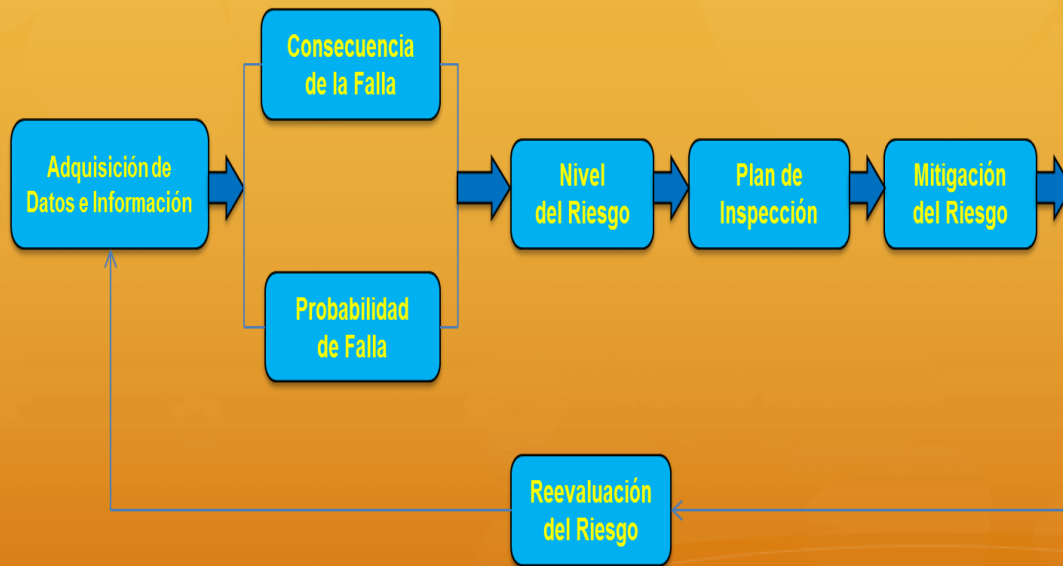 Consecuencia
de la Falla
Adquisición de
Datos e Información
Nivel
del Riesgo
Plan de
Inspección
Mitigación
del Riesgo
Probabilidad
de Falla
Reevaluación
del Riesgo